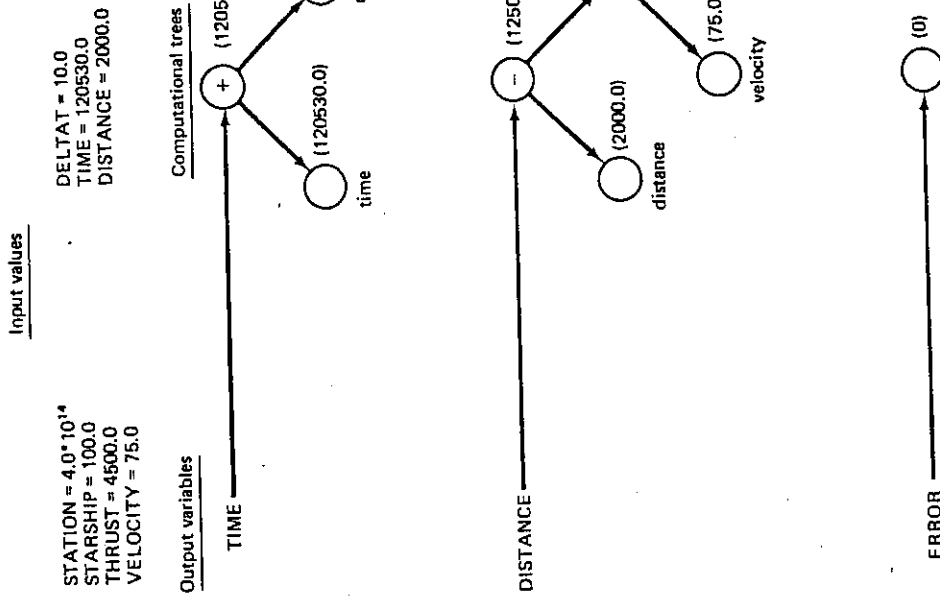 Input values
STATION = 4.0*10¹⁴
STARSHIP = 100.0
THRUST = 4500.0
VELOCITY = 75.0
DELTAT = 10.0
TIME = 120530.0
DISTANCE = 2000.0
Output variables
Computational trees
TIME
+
(1205
(120530.0)
time
DISTANCE
−
(1250
(2000.0)
distance
(75.0
velocity
ERROR
(0)